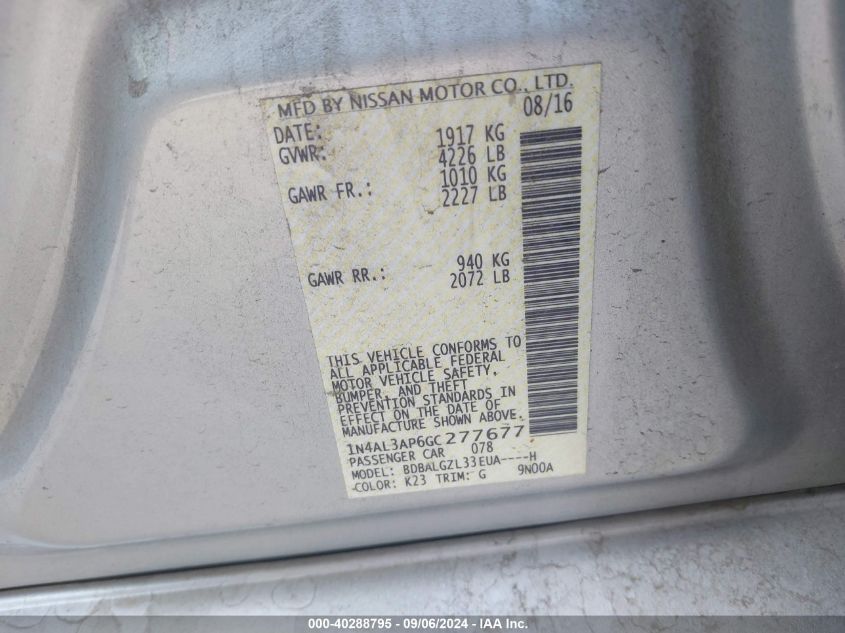 MFD BY NISSAN MOTOR CO., LTD.
DATE: 08/16
GVWR: 1917 KG
4226 LB
GAWR FR.: 1010 KG
2227 LB
GAWR RR.: 940 KG
2072 LB
THIS VEHICLE CONFORMS TO
ALL APPLICABLE FEDERAL
MOTOR VEHICLE SAFETY,
BUMPER, AND THEFT
PREVENTION STANDARDS IN
EFFECT ON THE DATE OF
MANUFACTURE SHOWN ABOVE.
1N4AL3AP6GC277677
PASSENGER CAR 078
MODEL: BDBALGZL33EUA----H
COLOR: K23 TRIM: G 9N00A
000-40288795 - 09/06/2024 - IAA Inc.